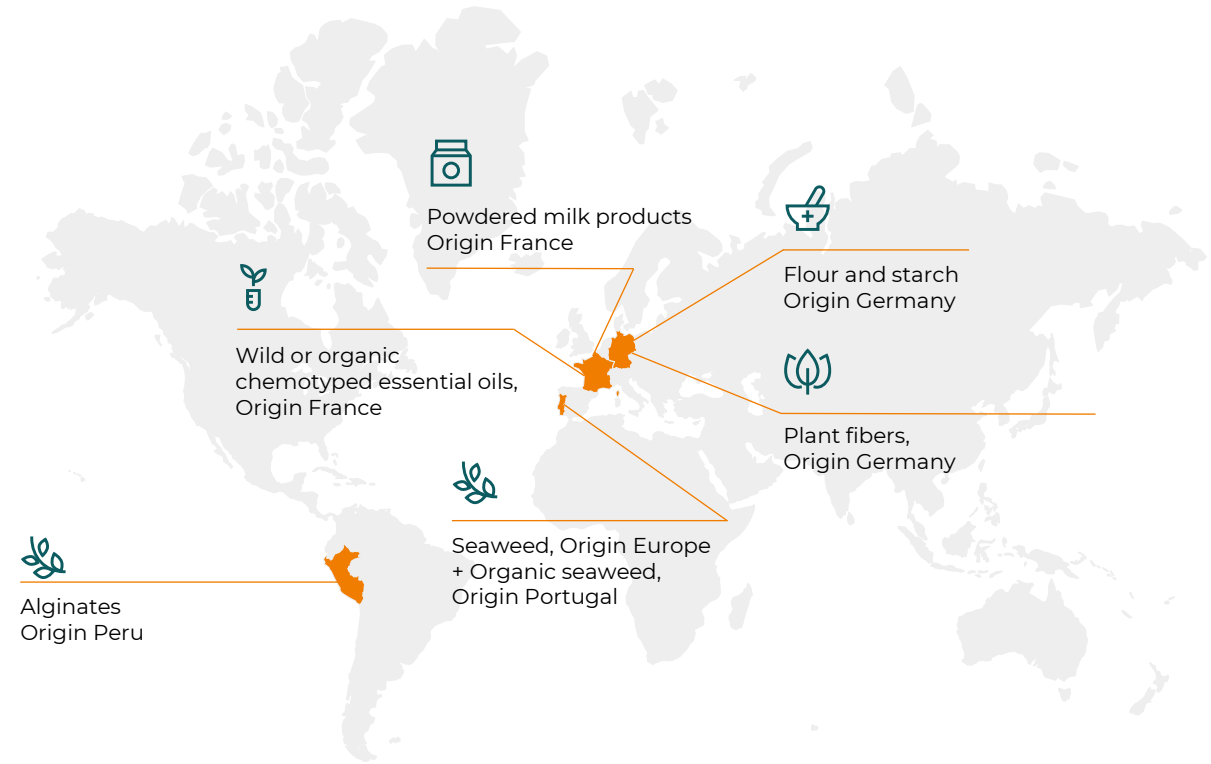 Powdered milk products
Origin France
Flour and starch
Origin Germany
Wild or organic
chemotyped essential oils,
Origin France
Plant fibers,
Origin Germany
Seaweed, Origin Europe
+ Organic seaweed,
Origin Portugal
Alginates
Origin Peru